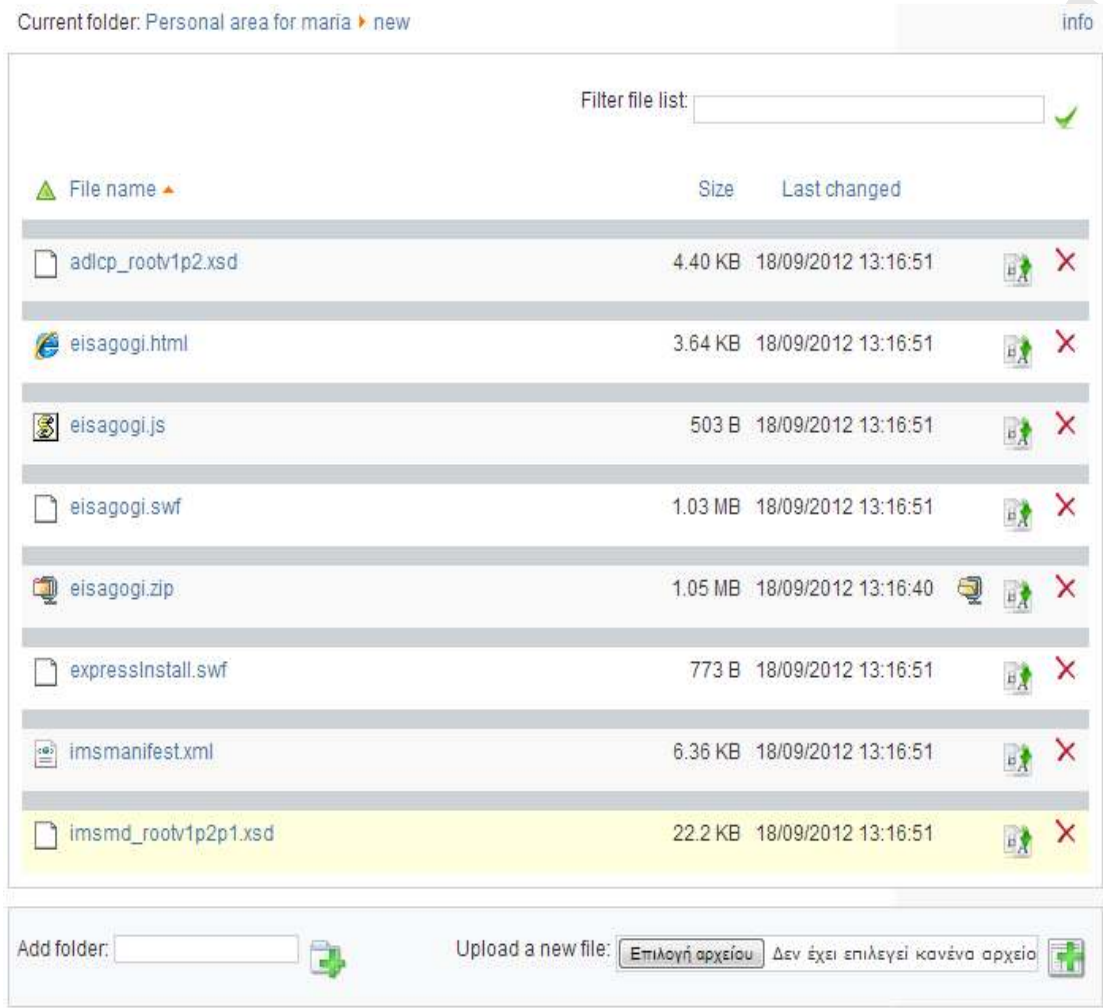 Current folder: Personal area for maria new info
Filter file list:
File name Size Last changed
adlcp_rootv1p2.xsd 4.40 KB 18/09/2012 13:16:51
eisagogi.html 3.64 KB 18/09/2012 13:16:51
eisagogi.js 503 B 18/09/2012 13:16:51
eisagogi.swf 1.03 MB 18/09/2012 13:16:51
eisagogi.zip 1.05 MB 18/09/2012 13:16:40
expressInstall.swf 773 B 18/09/2012 13:16:51
imsmanifest.xml 6.36 KB 18/09/2012 13:16:51
imsmd_rootv1p2p1.xsd 22.2 KB 18/09/2012 13:16:51
Add folder: Upload a new file: Επιλογή αρχείου Δεν έχει επιλεγεί κανένα αρχείο